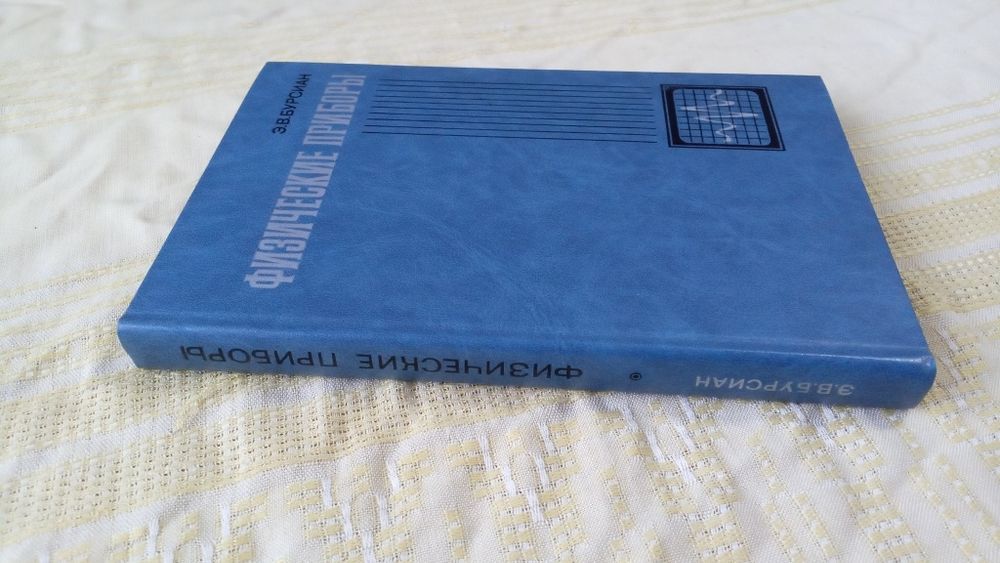 Э.В.БУРСИАН
ФИЗИЧЕСКИЕ ПРИБОРЫ
Э.В.БУРСИАН • ФИЗИЧЕСКИЕ ПРИБОРЫ